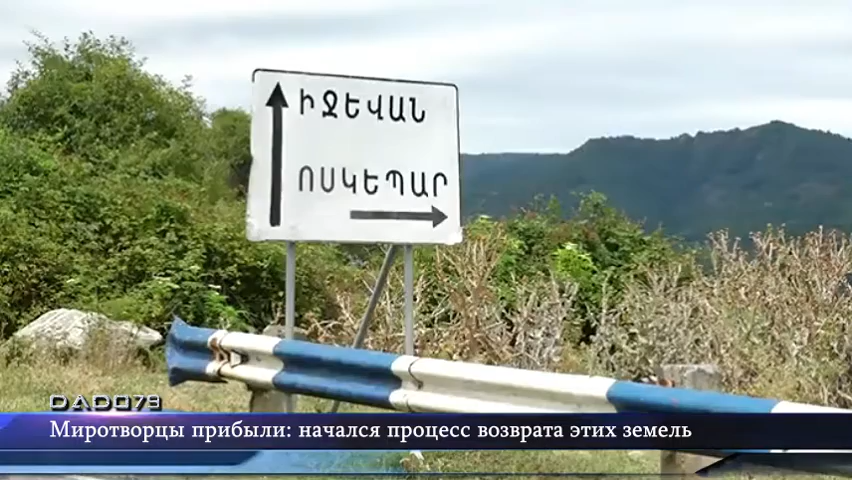 ԻՋԵՎԱՆ
ՈՍԿԵՊԱՐ
DADO79
Миротворцы прибыли: начался процесс возврата этих земель